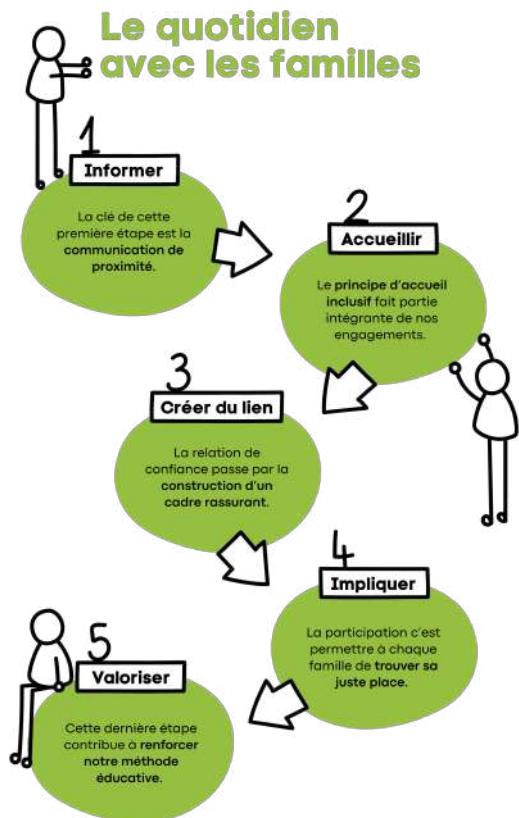 Le quotidien
avec les familles
1
Informer
La clé de cette
première étape est la
communication de
proximité.
2
Accueillir
Le principe d'accueil
inclusif fait partie
intégrante de nos
engagements.
3
Créer du lien
La relation de
confiance passe par la
construction d'un
cadre rassurant.
4
Impliquer
La participation c'est
permettre à chaque
famille de trouver sa
juste place.
5
Valoriser
Cette dernière étape
contribue à renforcer
notre méthode
éducative.